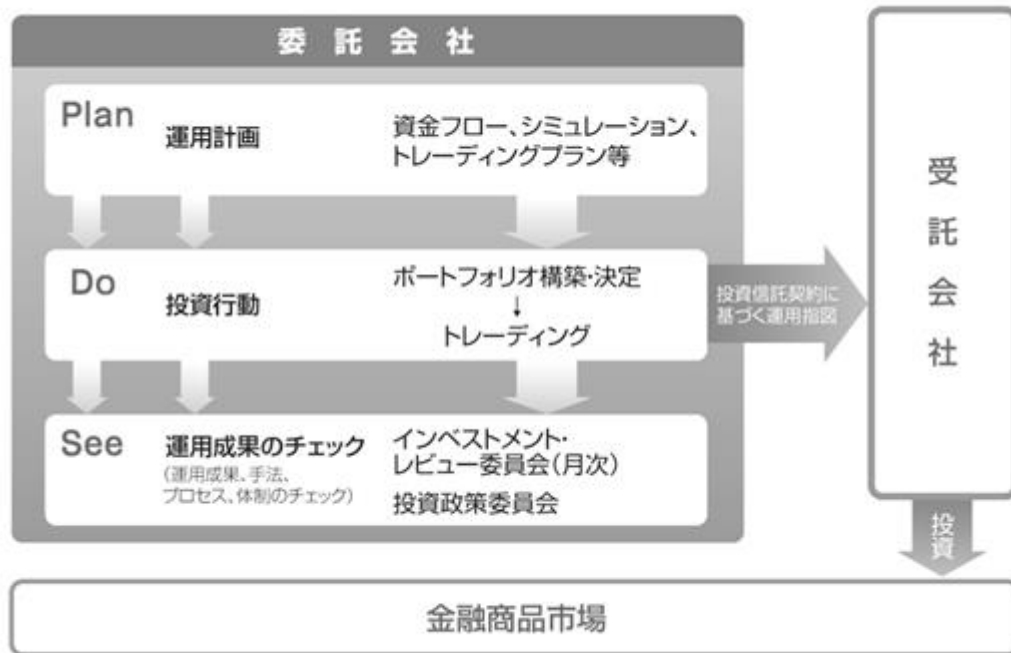 委託会社
Plan
運用計画
資金フロー、シミュレーション、
トレーディングプラン等
Do
投資行動
ポートフォリオ構築・決定
↓
トレーディング
投資信託契約に
基づく運用指図
See
運用成果のチェック
(運用成果、手法、
プロセス、体制のチェック)
インベストメント・
レビュー委員会(月次)
投資政策委員会
受託会社
投資
金融商品市場